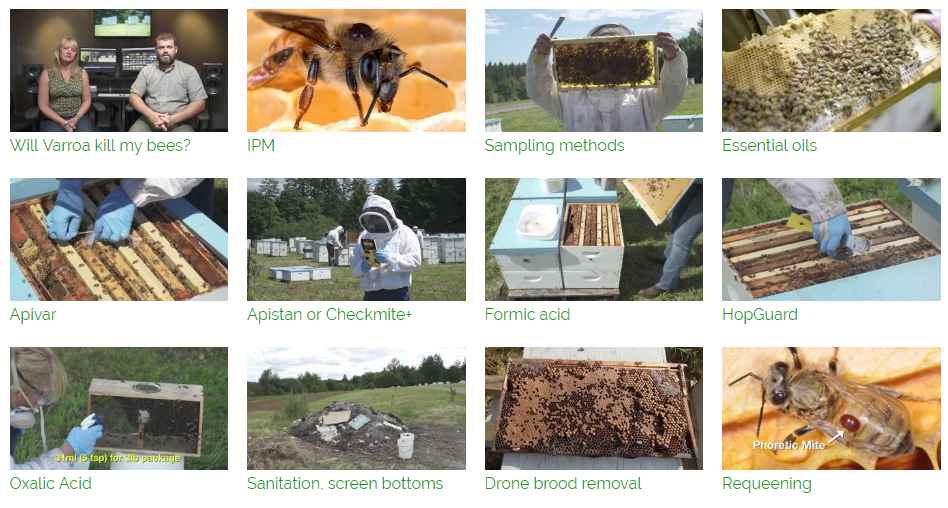 Will Varroa kill my bees?
IPM
Sampling methods
Essential oils
Apivar
Apistan or Checkmite+
Formic acid
HopGuard
31ml (5 tsp) for 3lb package
Phoretic Mite
Oxalic Acid
Sanitation, screen bottoms
Drone brood removal
Requeening